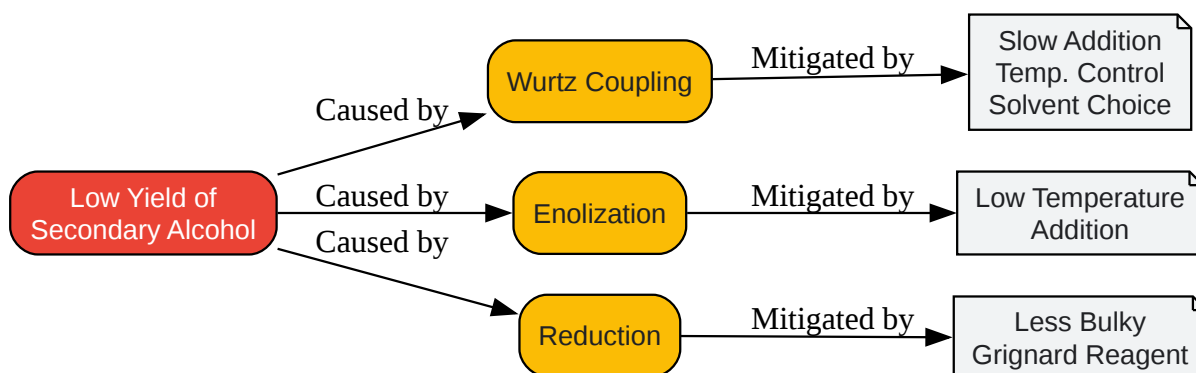 Low Yield of
Secondary Alcohol
Caused by
Wurtz Coupling
Mitigated by
Slow Addition
Temp. Control
Solvent Choice
Caused by
Enolization
Mitigated by
Low Temperature
Addition
Caused by
Reduction
Mitigated by
Less Bulky
Grignard Reagent